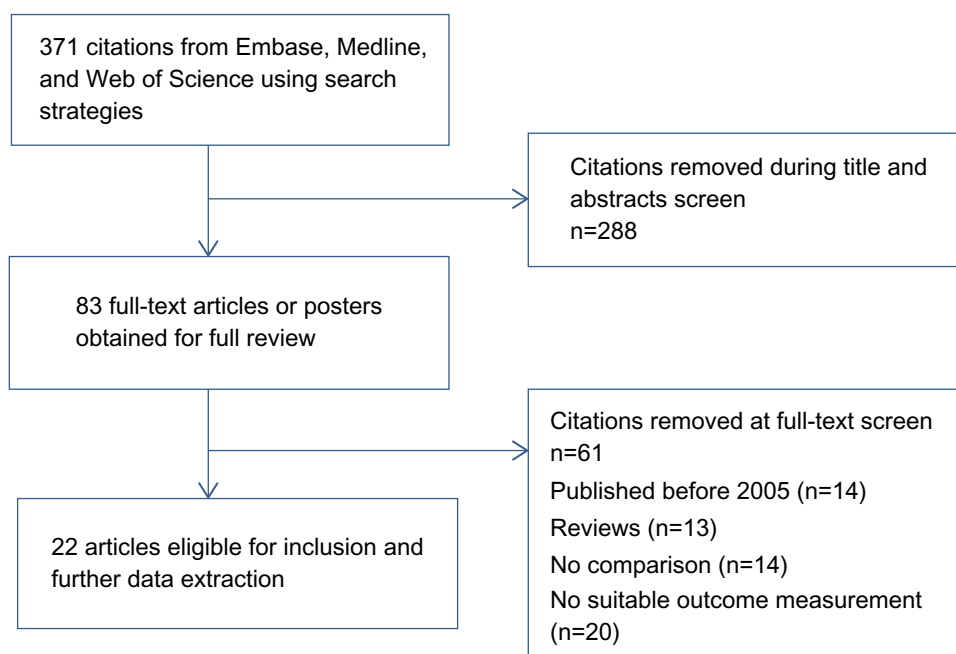 371 citations from Embase, Medline,
and Web of Science using search
strategies
Citations removed during title and
abstracts screen
n=288
83 full-text articles or posters
obtained for full review
Citations removed at full-text screen
n=61
Published before 2005 (n=14)
Reviews (n=13)
No comparison (n=14)
No suitable outcome measurement
(n=20)
22 articles eligible for inclusion and
further data extraction